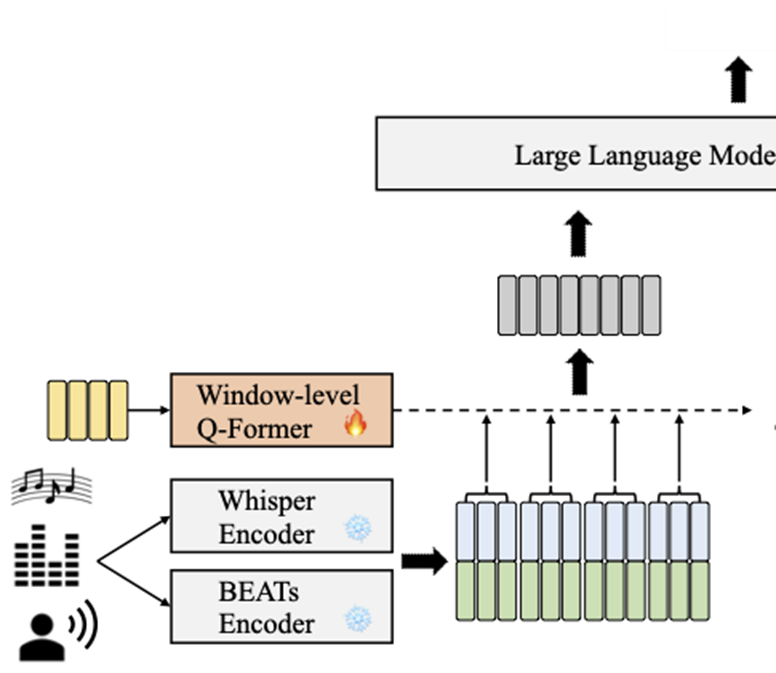 Large Language Mode
Window-level
Q-Former
Whisper
Encoder
BEATs
Encoder